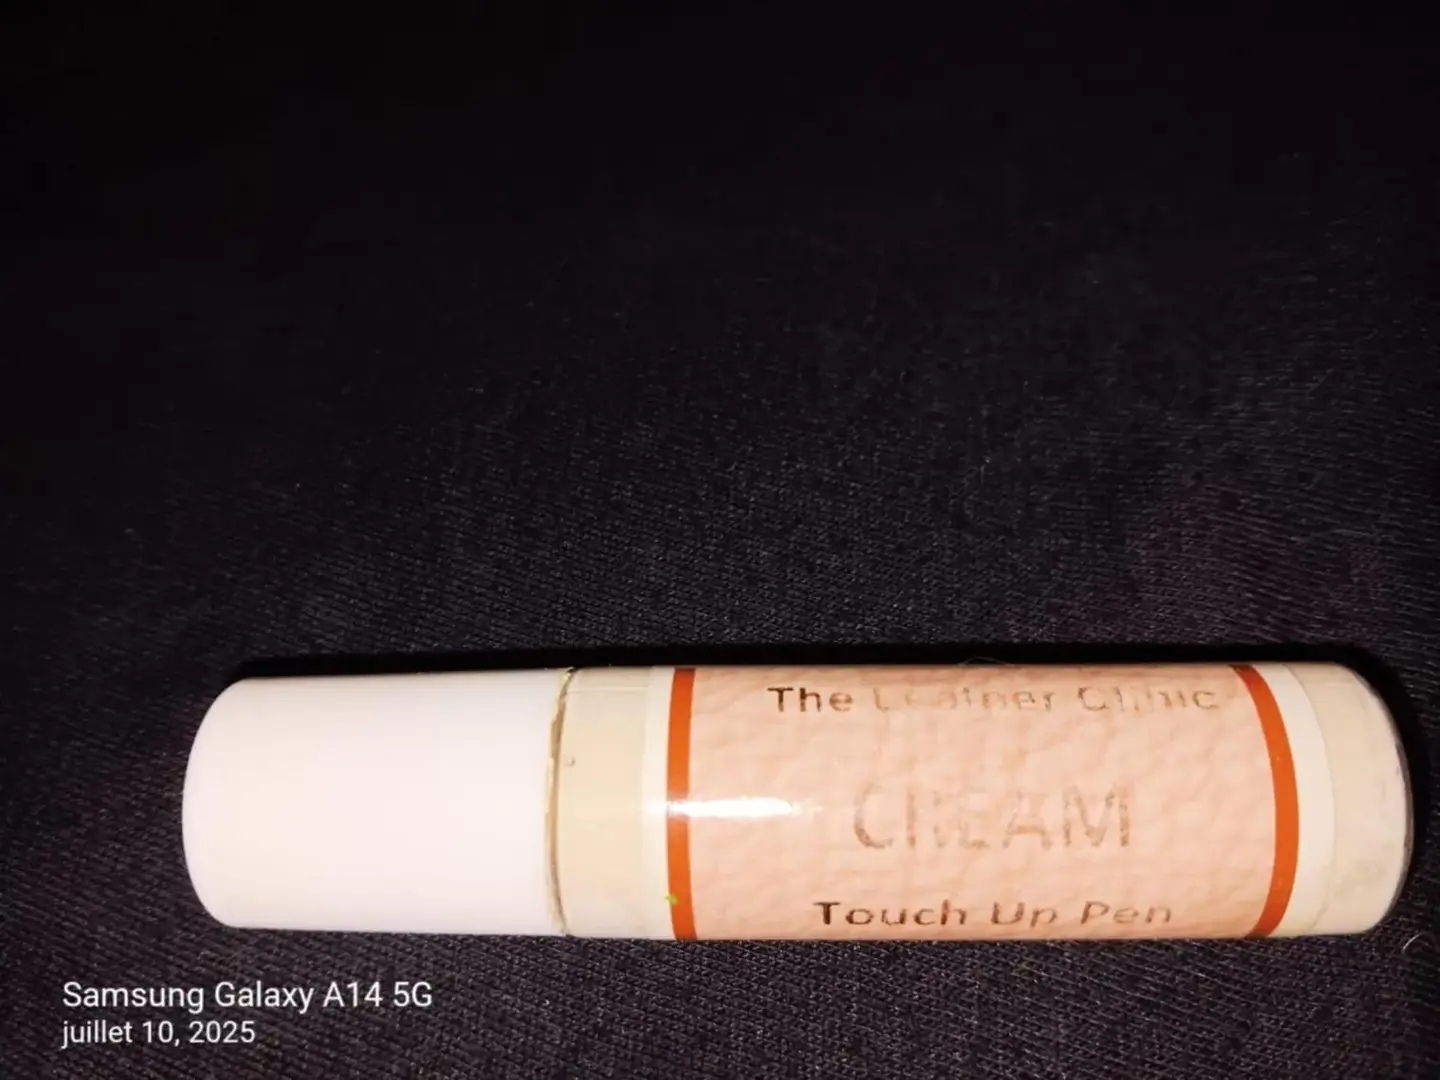 The Leather Clinic
CREAM
Touch Up Pen
Samsung Galaxy A14 5G
juillet 10, 2025